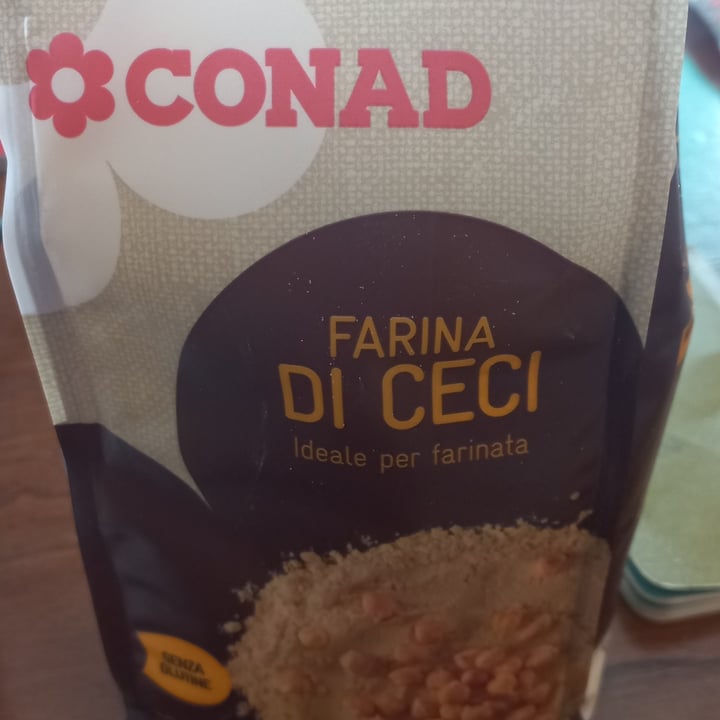 CONAD
FARINA
DI CECI
Ideale per farinata
SENZA
GLUTINE